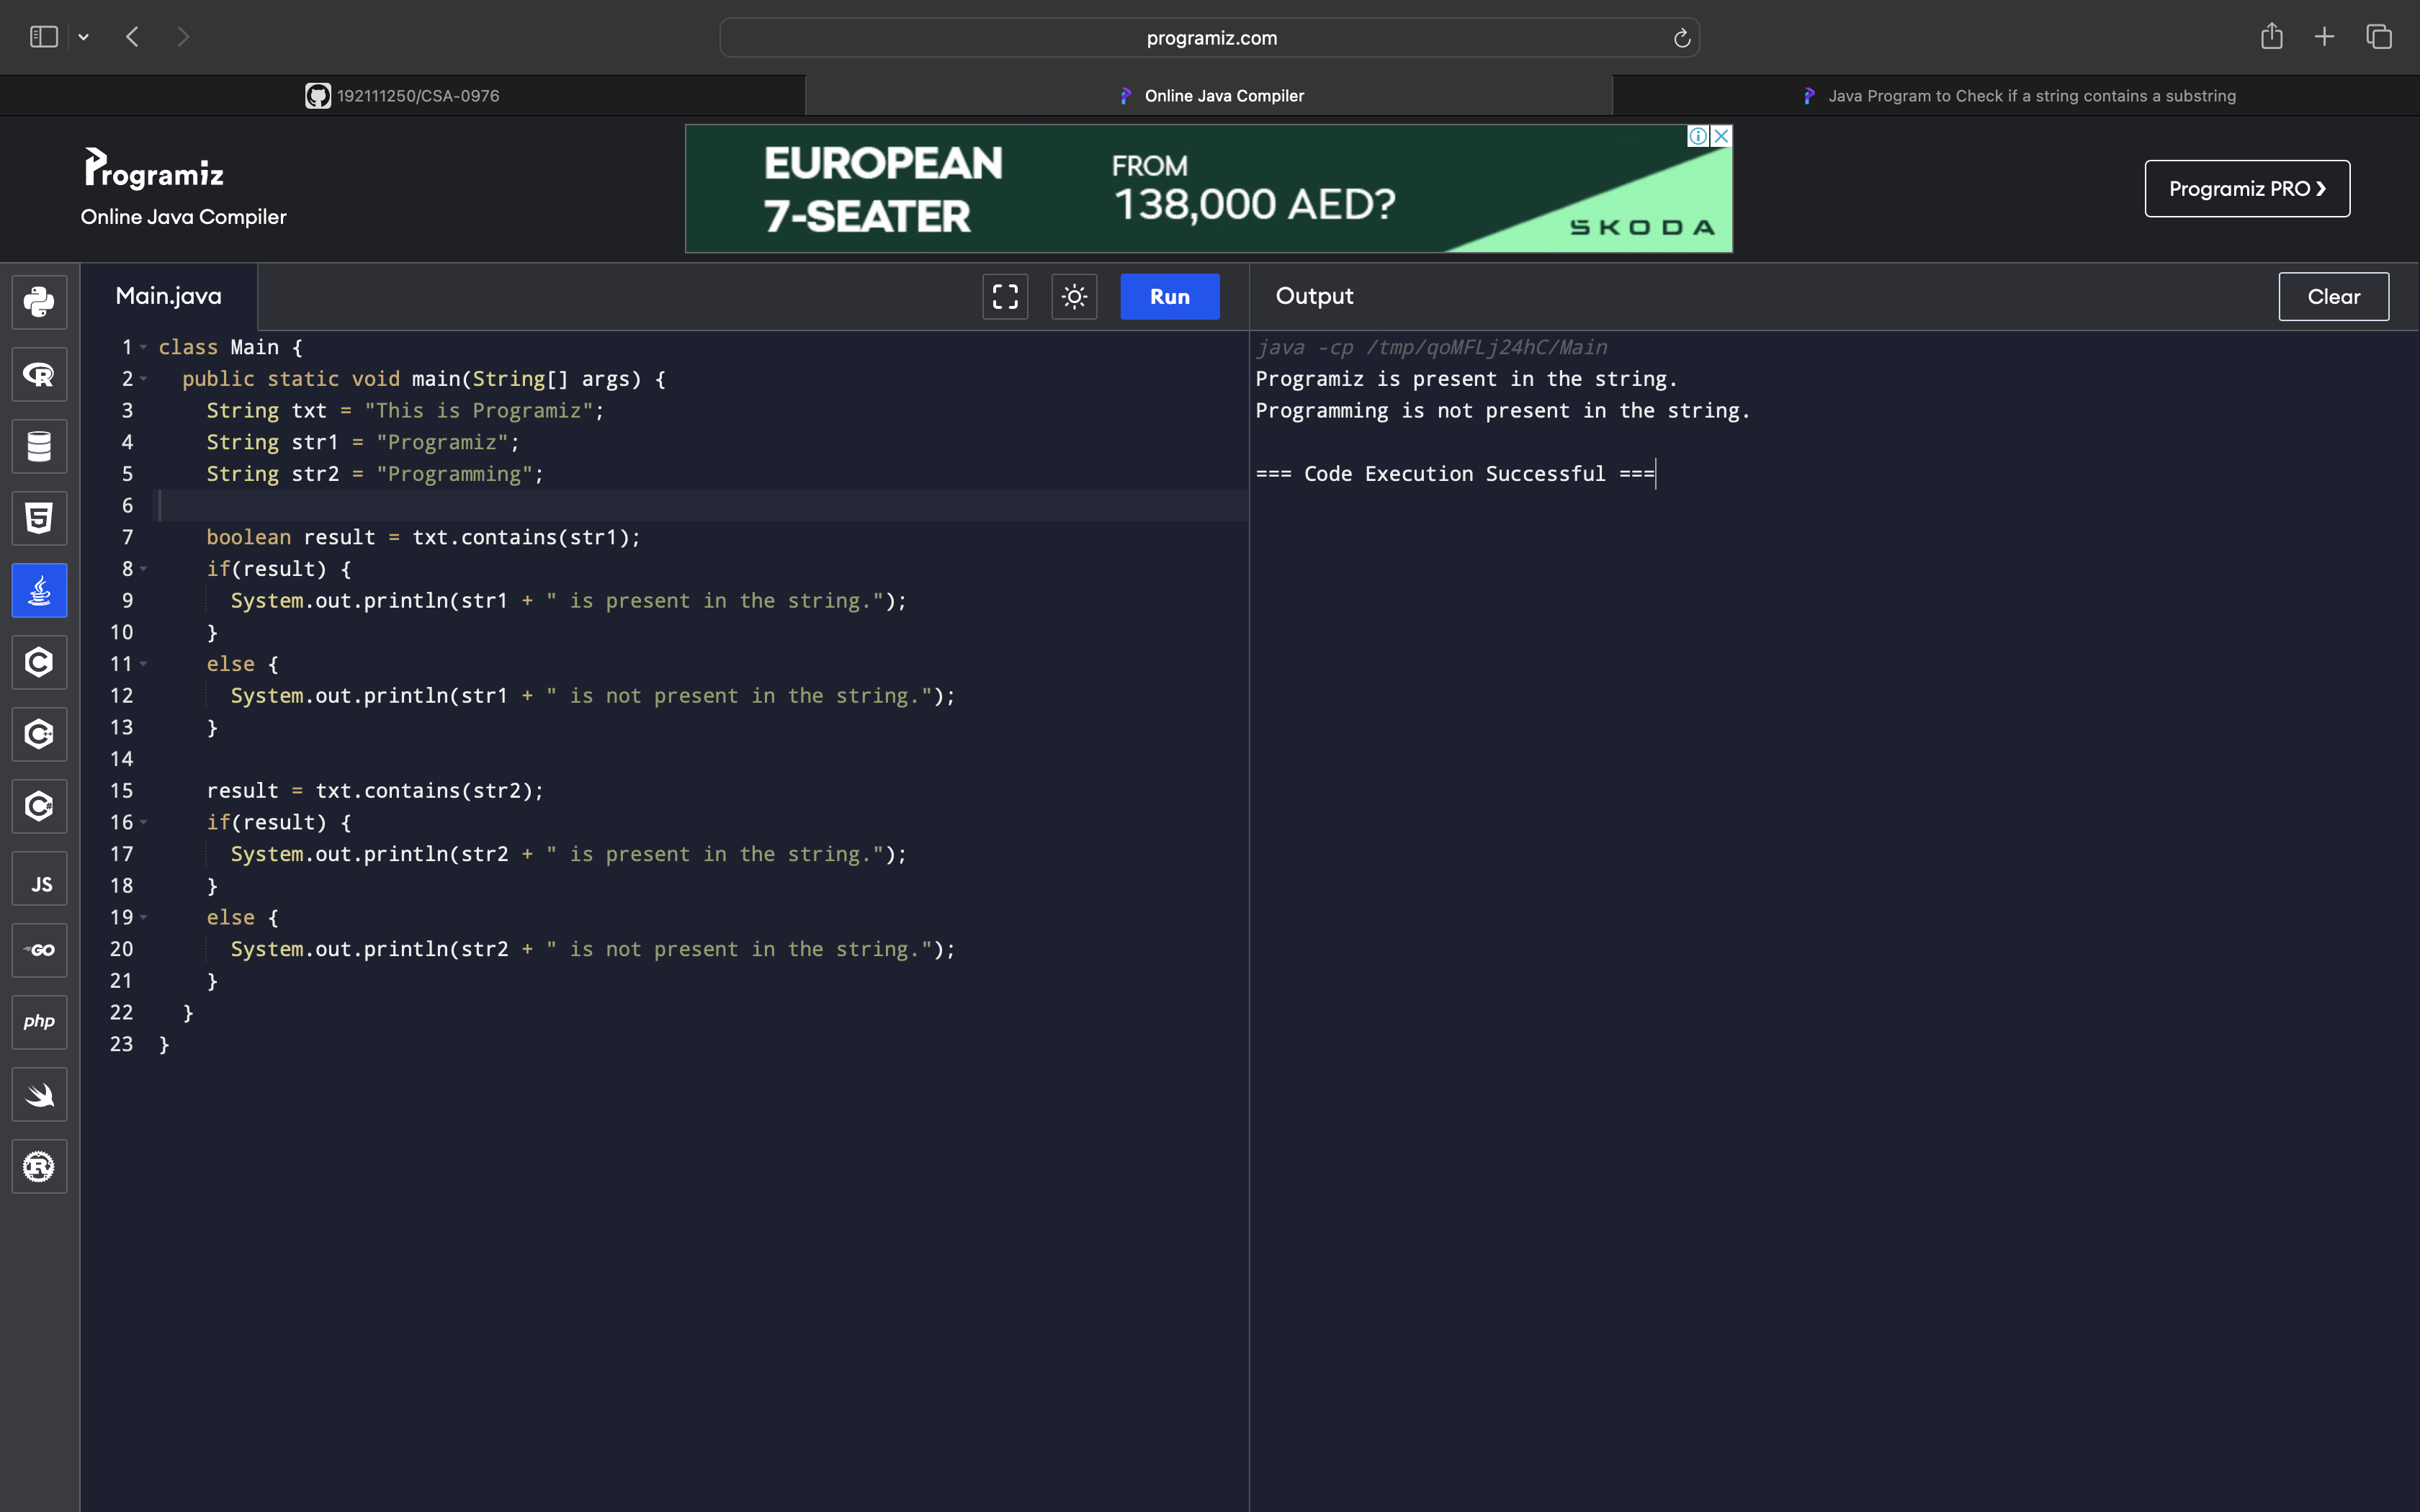 programiz.com
192111250/CSA-0976
Online Java Compiler
Java Program to Check if a string contains a substring
Programiz
Online Java Compiler
EUROPEAN
7-SEATER
FROM
138,000 AED?
SKODA
Programiz PRO ❯
Main.java
Run
Output
Clear
1 class Main {
2   public static void main(String[] args) {
3     String txt = "This is Programiz";
4     String str1 = "Programiz";
5     String str2 = "Programming";
6
7     boolean result = txt.contains(str1);
8     if(result) {
9       System.out.println(str1 + " is present in the string.");
10     }
11     else {
12       System.out.println(str1 + " is not present in the string.");
13     }
14
15     result = txt.contains(str2);
16     if(result) {
17       System.out.println(str2 + " is present in the string.");
18     }
19     else {
20       System.out.println(str2 + " is not present in the string.");
21     }
22   }
23 }
java -cp /tmp/qoMFLj24hC/Main
Programiz is present in the string.
Programming is not present in the string.
=== Code Execution Successful ===
R
5
C
C++
C#
JS
GO
php
R